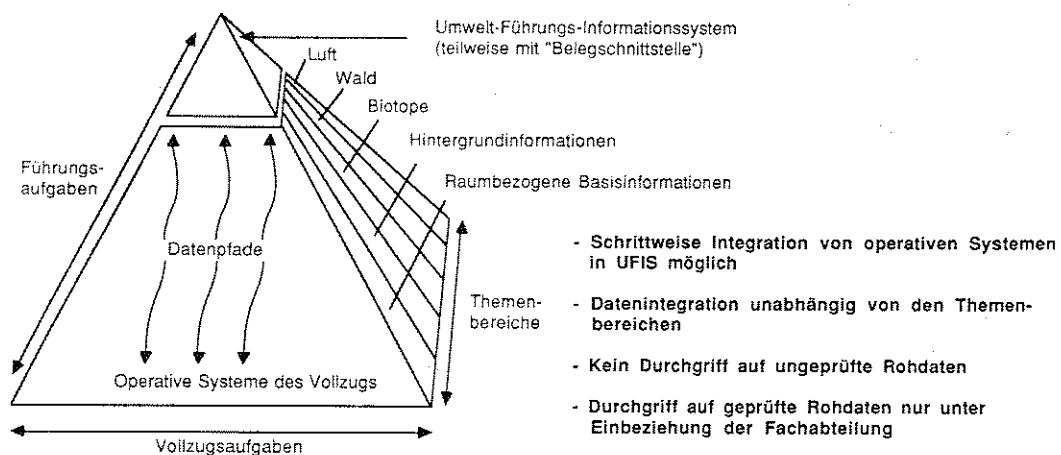 Umwelt-Führungs-Informationssystem
(teilweise mit "Belegschnittstelle")
Luft
Wald
Biotope
Hintergrundinformationen
Raumbezogene Basisinformationen
Führungs-
aufgaben
Datenpfade
Themen-
bereiche
Operative Systeme des Vollzugs
Vollzugsaufgaben
- Schrittweise Integration von operativen Systemen
in UFIS möglich
- Datenintegration unabhängig von den Themen-
bereichen
- Kein Durchgriff auf ungeprüfte Rohdaten
- Durchgriff auf geprüfte Rohdaten nur unter
Einbeziehung der Fachabteilung